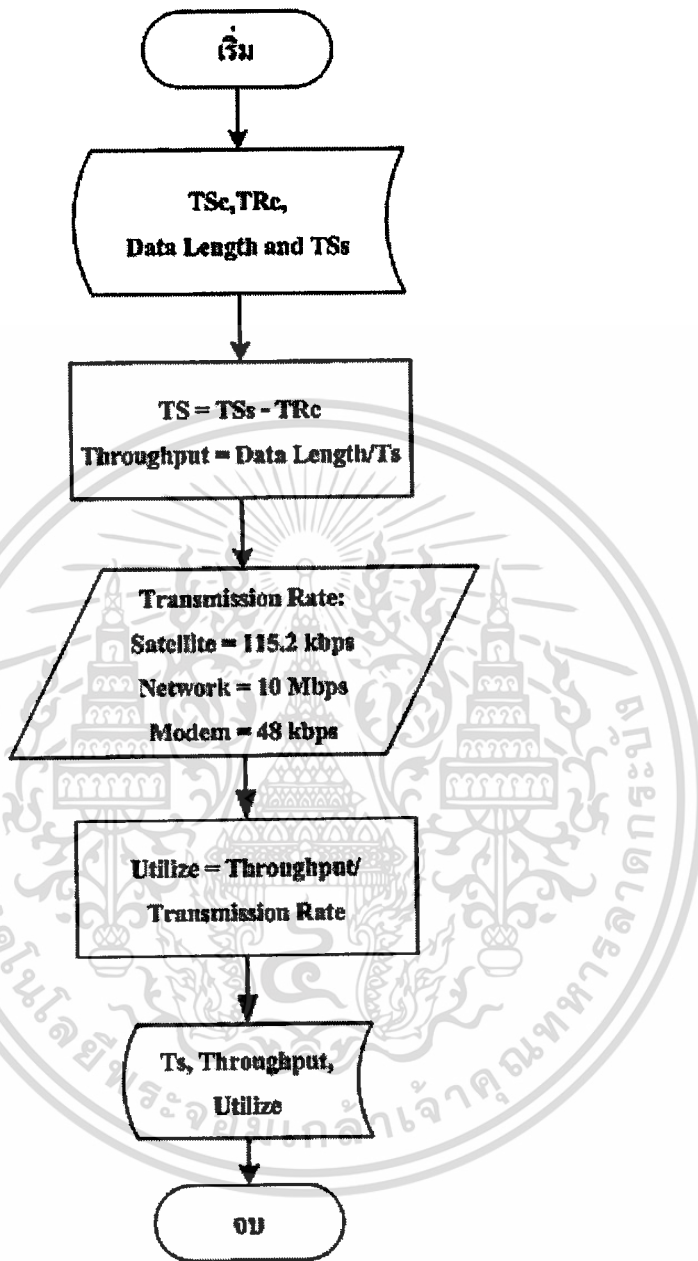 เริ่ม
TSc,TRc,
Data Length and TSs
TS = TSs - TRc
Throughput = Data Length/Ts
Transmission Rate:
Satellite = 115.2 kbps
Network = 10 Mbps
Modem = 48 kbps
Utilize = Throughput/
Transmission Rate
Ts, Throughput,
Utilize
จบ